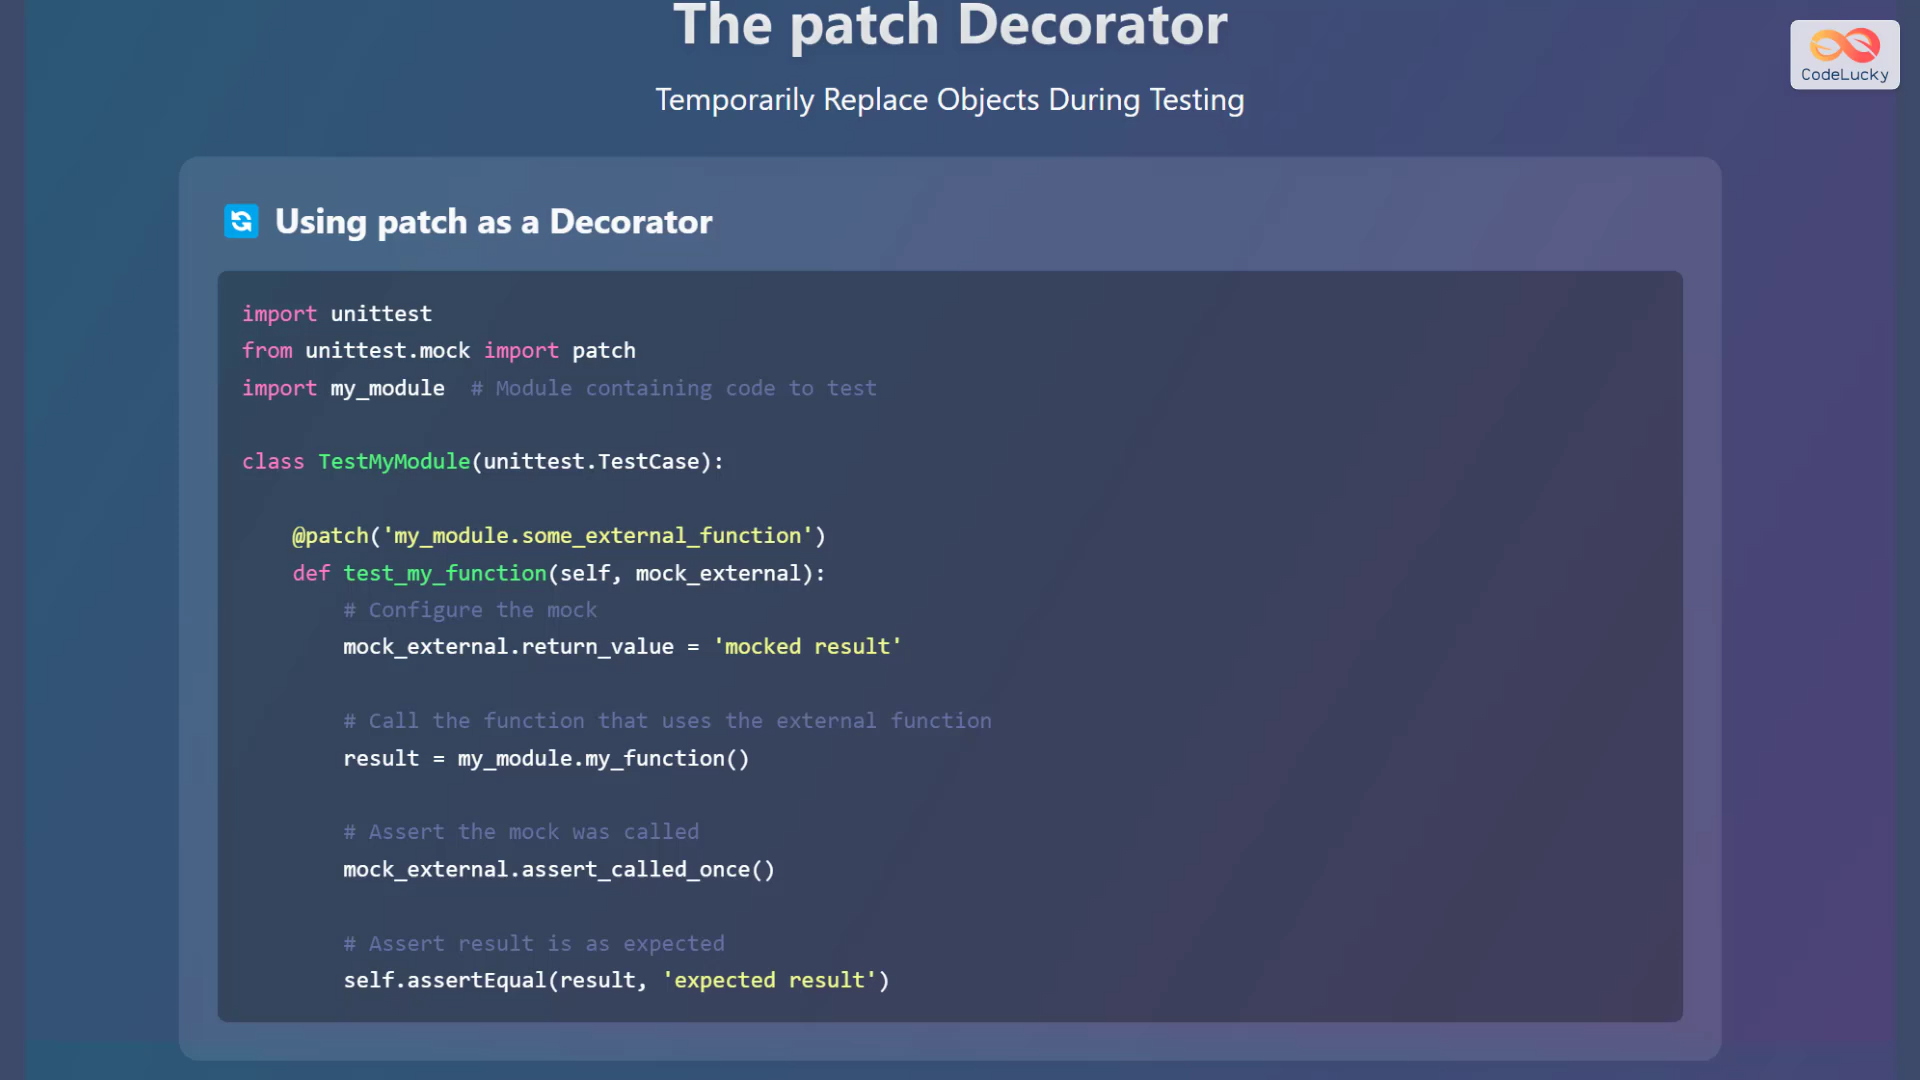 The patch Decorator
CodeLucky
Temporarily Replace Objects During Testing
Using patch as a Decorator
import unittest
from unittest.mock import patch
import my_module  # Module containing code to test
class TestMyModule(unittest.TestCase):
    @patch('my_module.some_external_function')
    def test_my_function(self, mock_external):
        # Configure the mock
        mock_external.return_value = 'mocked result'
        # Call the function that uses the external function
        result = my_module.my_function()
        # Assert the mock was called
        mock_external.assert_called_once()
        # Assert result is as expected
        self.assertEqual(result, 'expected result')